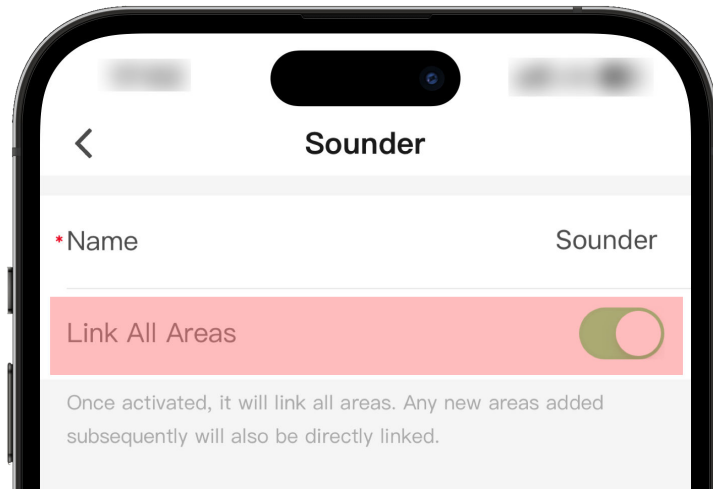 Sounder
*Name Sounder
Link All Areas
Once activated, it will link all areas. Any new areas added
subsequently will also be directly linked.